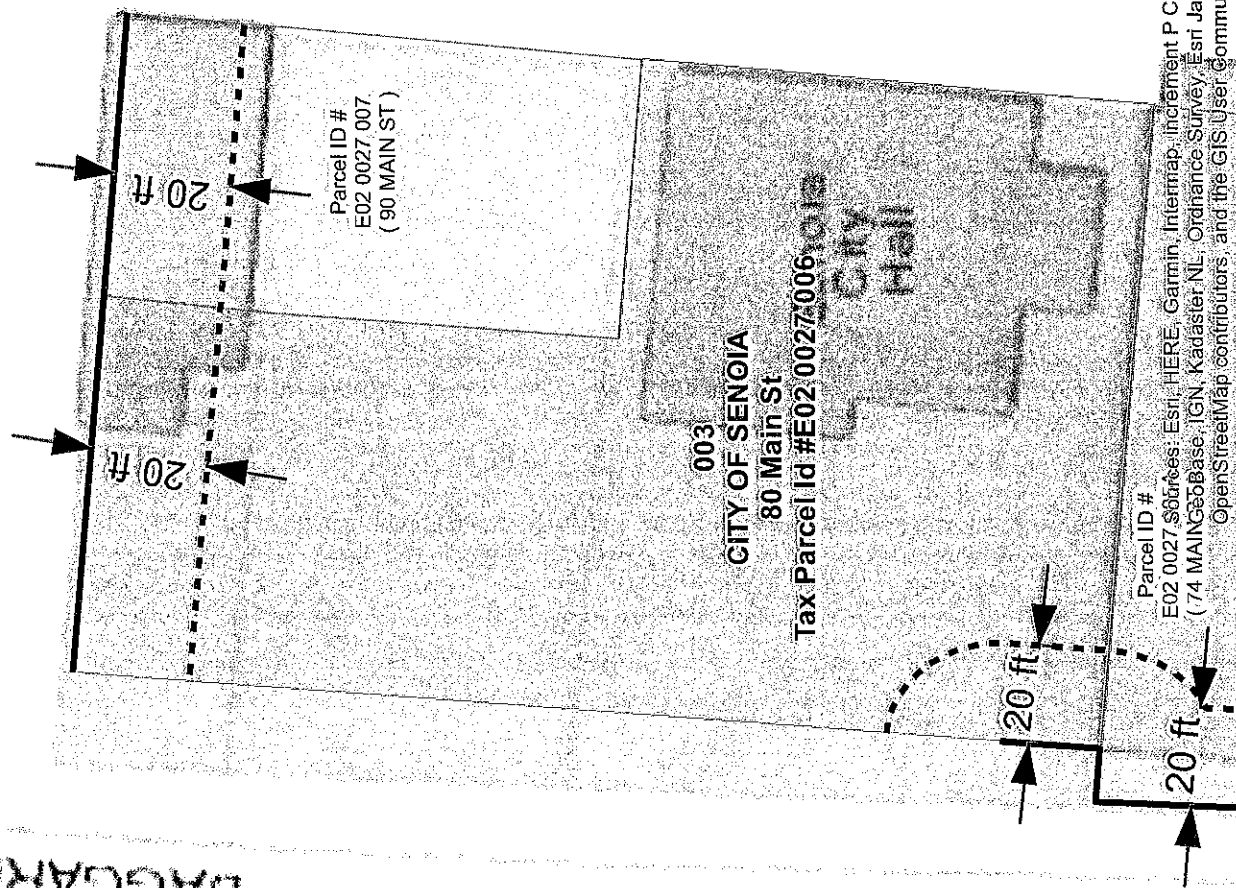 20 ft
Parcel ID #
E02 0027 007
( 90 MAIN ST )
20 ft
City
Hall
003
CITY OF SENOIA
80 Main St
Tax Parcel Id #E02 0027 006
20 ft
20 ft
Parcel ID #
E02 0027 Sources: Esri, HERE, Garmin, Intermap, Increment P C
( 74 MAIN GeoBase, IGN, Kadaster NL, Ordnance Survey, Esri Ja
OpenStreetMap contributors, and the GIS User Commu